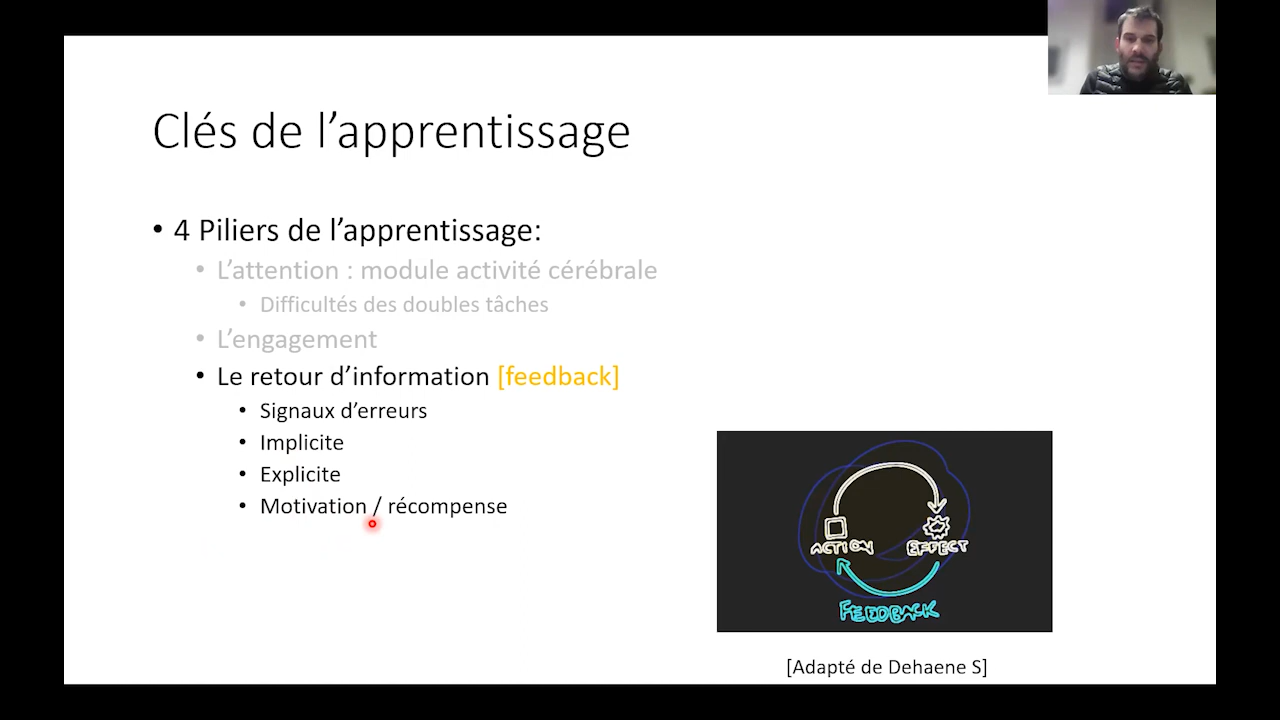 Clés de l'apprentissage
• 4 Piliers de l'apprentissage:
• L'attention : module activité cérébrale
• Difficultés des doubles tâches
• L'engagement
• Le retour d'information [feedback]
• Signaux d'erreurs
• Implicite
• Explicite
• Motivation / récompense
ACTION EFFECT
FEEDBACK
[Adapté de Dehaene S]